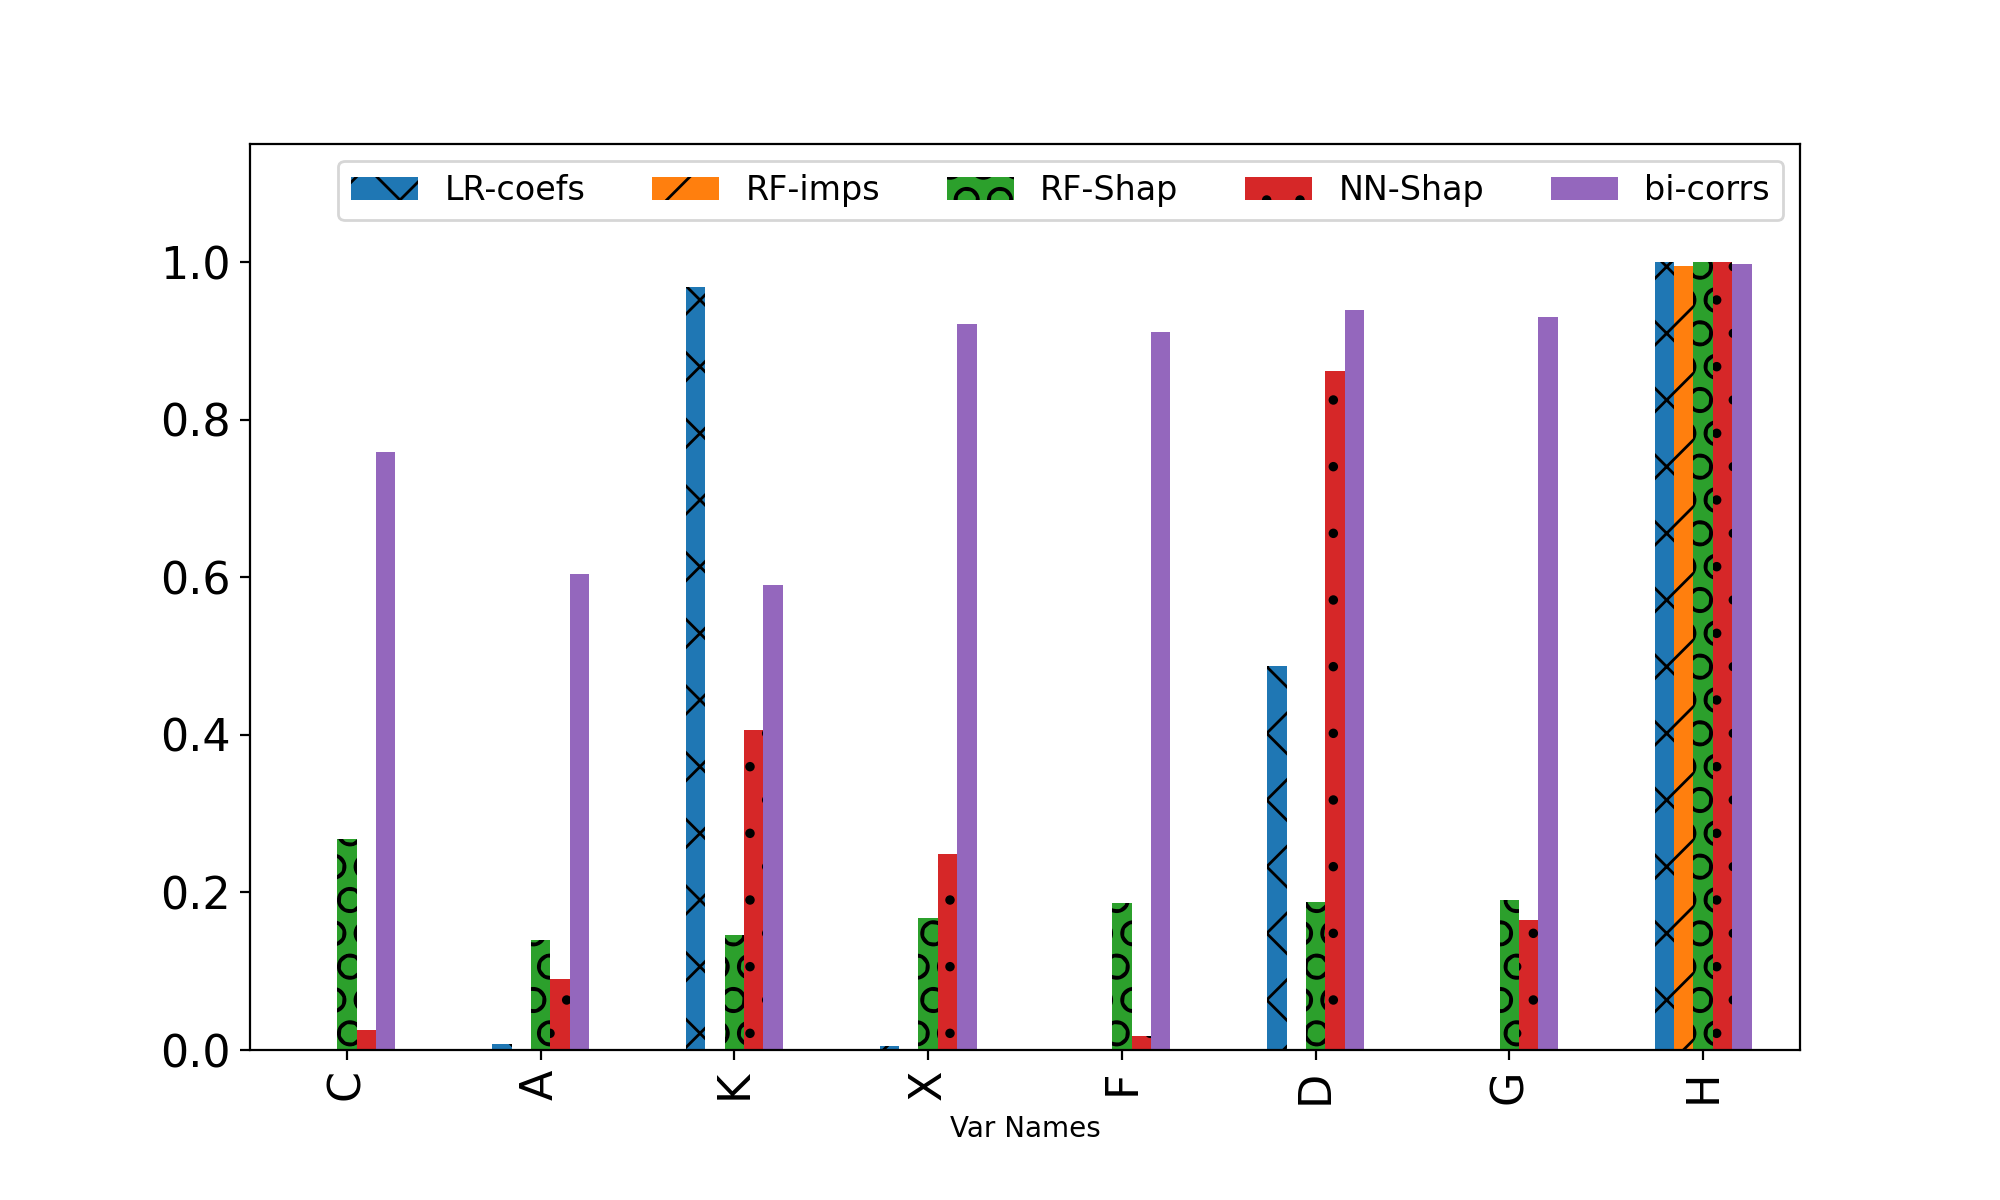 LR-coefs RF-imps RF-Shap NN-Shap bi-corrs
1.0
0.8
0.6
0.4
0.2
0.0
C A K X F D G H
Var Names